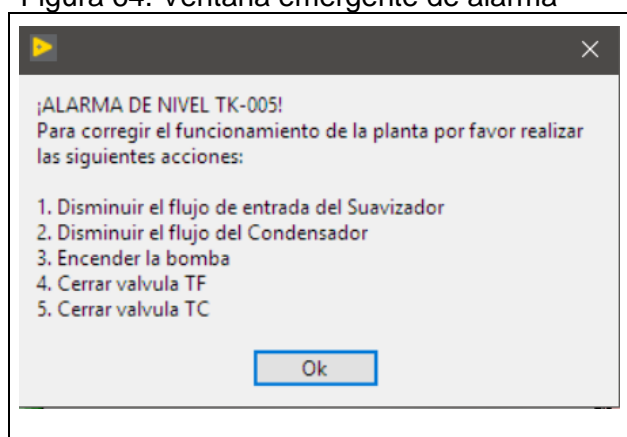 Figura 64. Ventana emergente de alarma
¡ALARMA DE NIVEL TK-005!
Para corregir el funcionamiento de la planta por favor realizar
las siguientes acciones:
1. Disminuir el flujo de entrada del Suavizador
2. Disminuir el flujo del Condensador
3. Encender la bomba
4. Cerrar valvula TF
5. Cerrar valvula TC
Ok